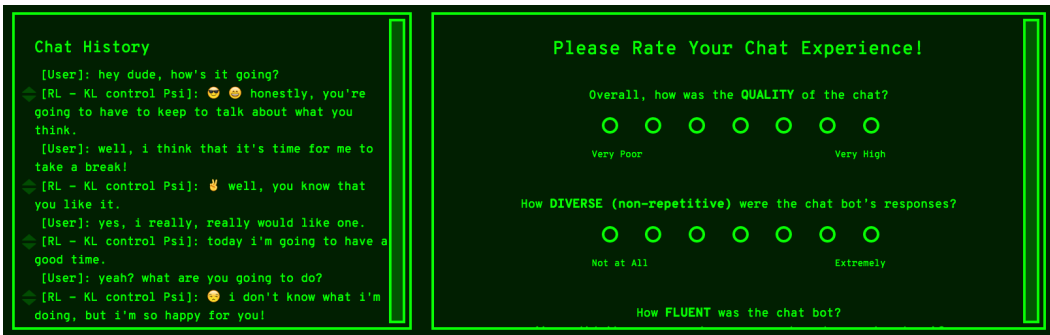 Chat History
[User]: hey dude, how's it going?
[RL - KL control Psi]: 😎 😄 honestly, you're
going to have to keep to talk about what you
think.
[User]: well, i think that it's time for me to
take a break!
[RL - KL control Psi]: ✌ well, you know that
you like it.
[User]: yes, i really, really would like one.
[RL - KL control Psi]: today i'm going to have a
good time.
[User]: yeah? what are you going to do?
[RL - KL control Psi]: 😏 i don't know what i'm
doing, but i'm so happy for you!
Please Rate Your Chat Experience!
Overall, how was the QUALITY of the chat?
Very Poor
Very High
How DIVERSE (non-repetitive) were the chat bot's responses?
Not at All
Extremely
How FLUENT was the chat bot?